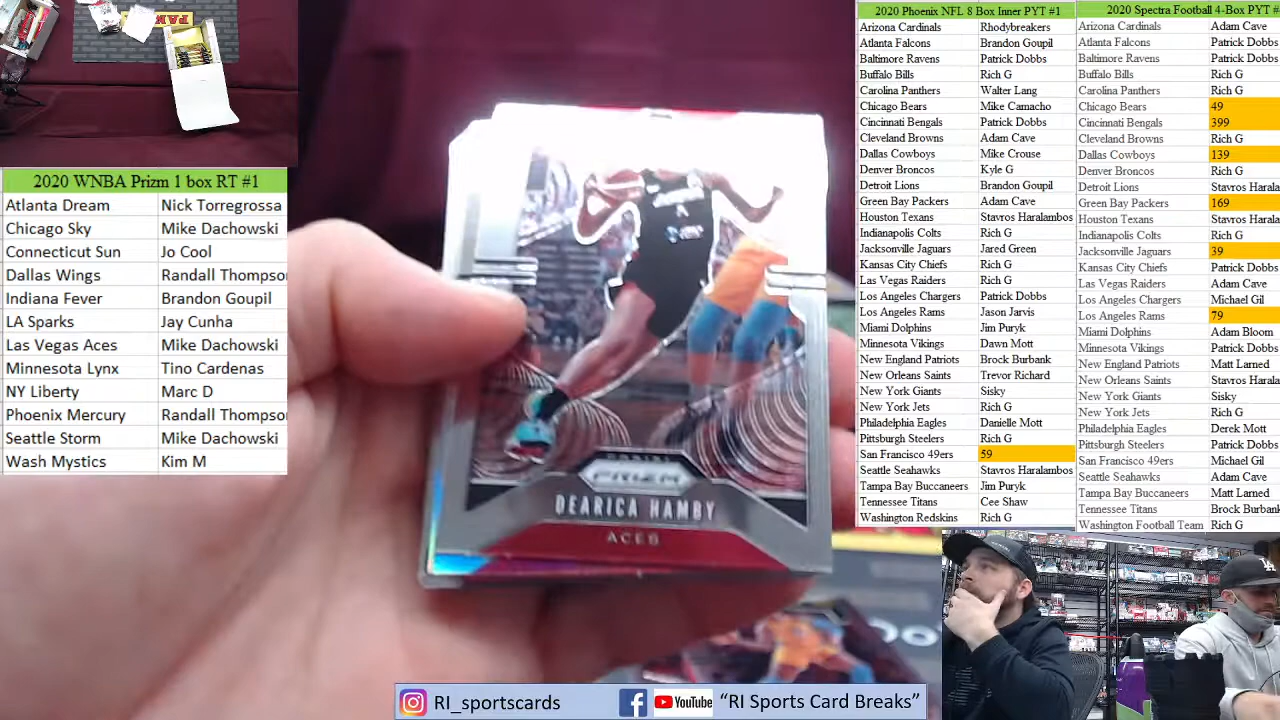 2020 WNBA Prizm 1 box RT #1
Atlanta Dream Nick Torregrossa
Chicago Sky Mike Dachowski
Connecticut Sun Jo Cool
Dallas Wings Randall Thompso
Indiana Fever Brandon Goupil
LA Sparks Jay Cunha
Las Vegas Aces Mike Dachowski
Minnesota Lynx Tino Cardenas
NY Liberty Marc D
Phoenix Mercury Randall Thompso
Seattle Storm Mike Dachowski
Wash Mystics Kim M
PRIZM
DEARICA HAMBY
ACES
2020 Phoenix NFL 8 Box Inner PYT #1
Arizona Cardinals Rhodybreakers
Atlanta Falcons Brandon Goupil
Baltimore Ravens Patrick Dobbs
Buffalo Bills Rich G
Carolina Panthers Walter Lang
Chicago Bears Mike Camacho
Cincinnati Bengals Patrick Dobbs
Cleveland Browns Adam Cave
Dallas Cowboys Mike Crouse
Denver Broncos Kyle G
Detroit Lions Brandon Goupil
Green Bay Packers Adam Cave
Houston Texans Stavros Haralambos
Indianapolis Colts Rich G
Jacksonville Jaguars Jared Green
Kansas City Chiefs Rich G
Las Vegas Raiders Rich G
Los Angeles Chargers Patrick Dobbs
Los Angeles Rams Jason Jarvis
Miami Dolphins Jim Puryk
Minnesota Vikings Dawn Mott
New England Patriots Brock Burbank
New Orleans Saints Trevor Richard
New York Giants Sisky
New York Jets Rich G
Philadelphia Eagles Danielle Mott
Pittsburgh Steelers Rich G
San Francisco 49ers 59
Seattle Seahawks Stavros Haralambos
Tampa Bay Buccaneers Jim Puryk
Tennessee Titans Cee Shaw
Washington Redskins Rich G
2020 Spectra Football 4-Box PYT #
Arizona Cardinals Adam Cave
Atlanta Falcons Patrick Dobbs
Baltimore Ravens Patrick Dobbs
Buffalo Bills Rich G
Carolina Panthers Rich G
Chicago Bears 49
Cincinnati Bengals 399
Cleveland Browns Rich G
Dallas Cowboys 139
Denver Broncos Rich G
Detroit Lions Stavros Harala
Green Bay Packers 169
Houston Texans Stavros Harala
Indianapolis Colts Rich G
Jacksonville Jaguars 39
Kansas City Chiefs Patrick Dobbs
Las Vegas Raiders Adam Cave
Los Angeles Chargers Michael Gil
Los Angeles Rams 79
Miami Dolphins Adam Bloom
Minnesota Vikings Patrick Dobbs
New England Patriots Matt Larned
New Orleans Saints Stavros Harala
New York Giants Sisky
New York Jets Rich G
Philadelphia Eagles Derek Mott
Pittsburgh Steelers Patrick Dobbs
San Francisco 49ers Michael Gil
Seattle Seahawks Adam Cave
Tampa Bay Buccaneers Matt Larned
Tennessee Titans Brock Burbank
Washington Football Team Rich G
RI_sportscards YouTube “RI Sports Card Breaks”